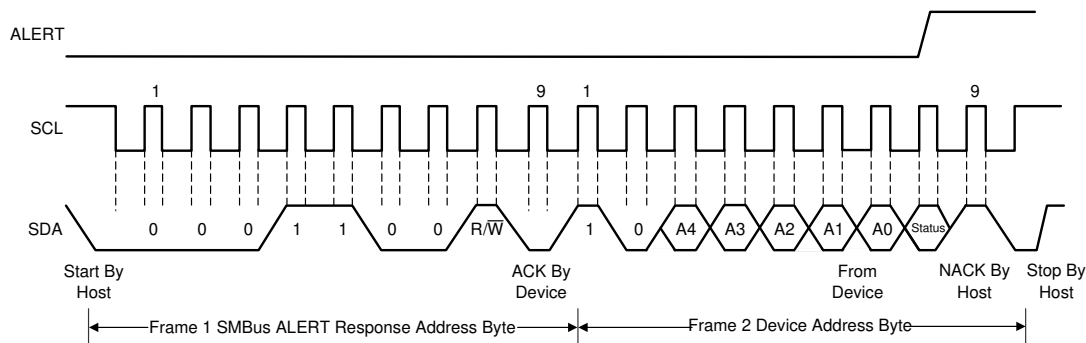 ALERT
1 9 1 9
SCL
SDA
0 0 0 1 1 0 0 R/W̅ 1 0 A4 A3 A2 A1 A0 Status
Start By
Host
ACK By
Device
From
Device
NACK By
Host
Stop By
Host
Frame 1 SMBus ALERT Response Address Byte
Frame 2 Device Address Byte